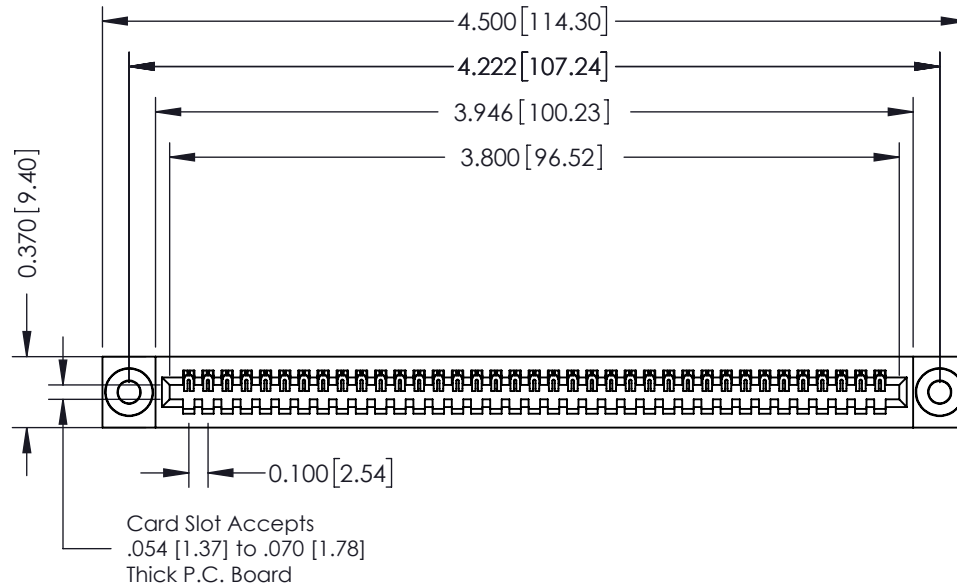 4.500 [114.30]
4.222 [107.24]
3.946 [100.23]
3.800 [96.52]
0.370 [9.40]
0.100 [2.54]
Card Slot Accepts
.054 [1.37] to .070 [1.78]
Thick P.C. Board